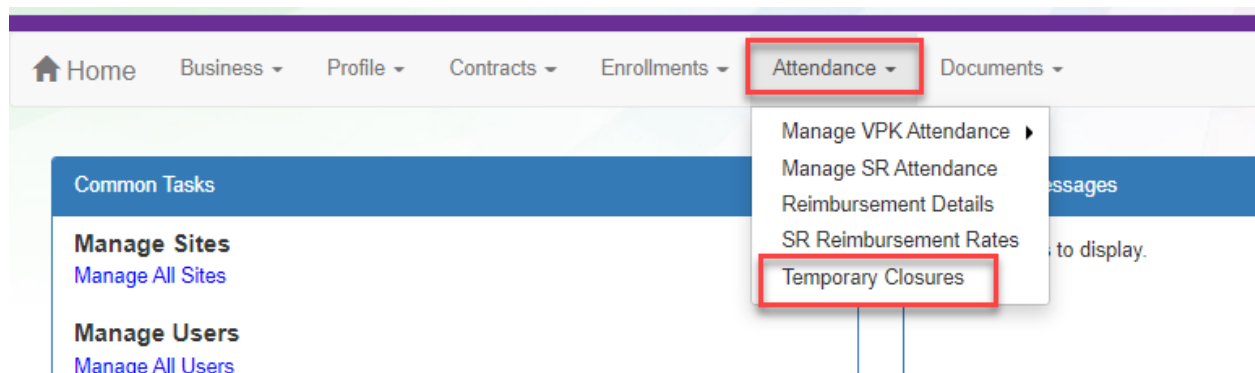 Home Business Profile Contracts Enrollments Attendance Documents
Manage VPK Attendance
Manage SR Attendance
Reimbursement Details
SR Reimbursement Rates
Temporary Closures
Common Tasks
Manage Sites
Manage All Sites
Manage Users
Manage All Users
essages
to display.